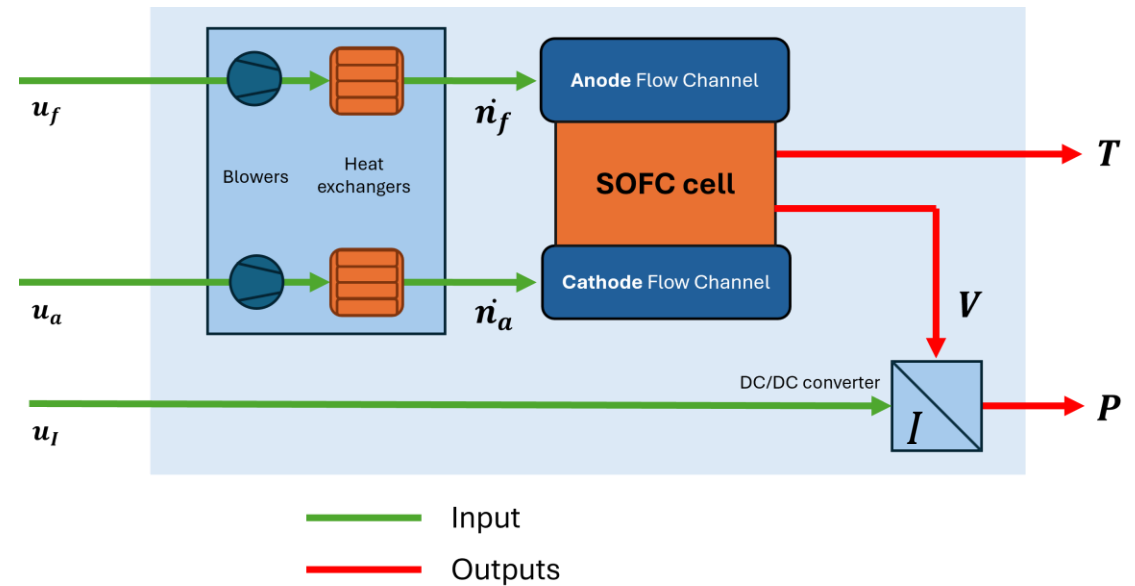 Anode Flow Channel
u_f
ṅ_f
T
SOFC cell
Blowers
Heat
exchangers
Cathode Flow Channel
u_a
ṅ_a
V
DC/DC converter
I
P
u_I
Input
Outputs